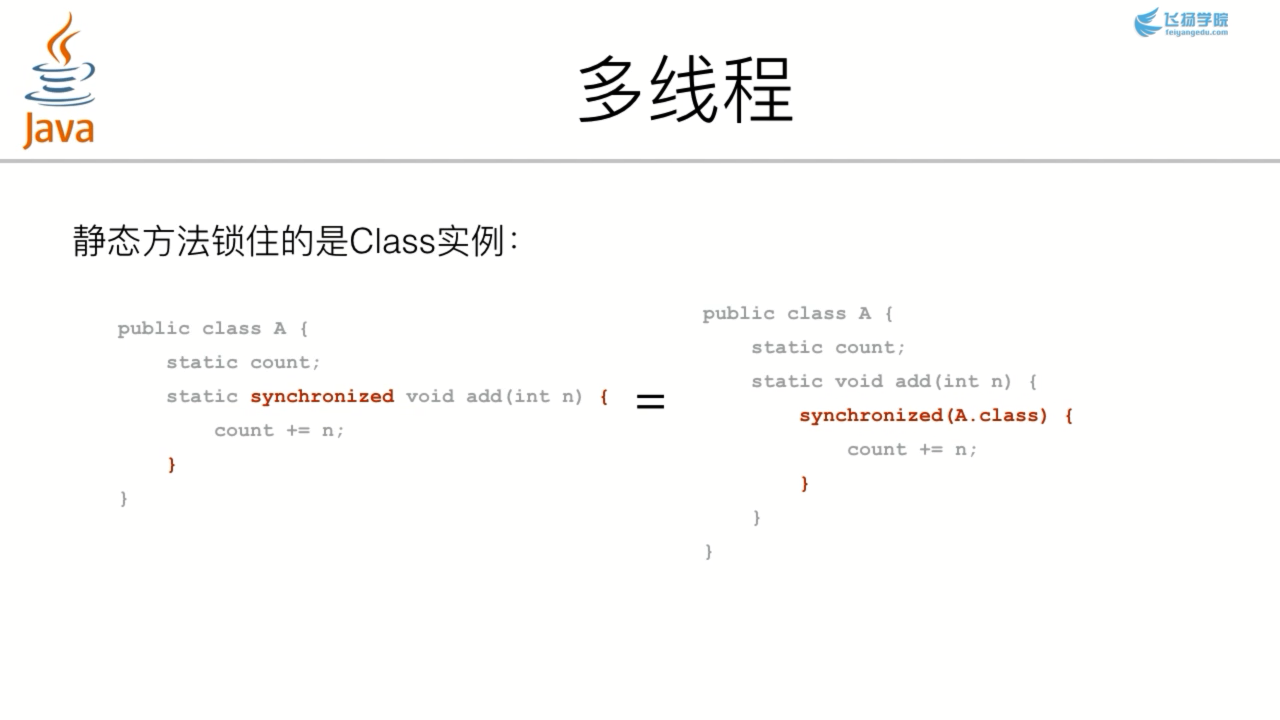 Java
飞扬学院
feiyangedu.com
多线程
静态方法锁住的是Class实例：
public class A {
    static count;
    static synchronized void add(int n) {
        count += n;
    }
}
=
public class A {
    static count;
    static void add(int n) {
        synchronized(A.class) {
            count += n;
        }
    }
}